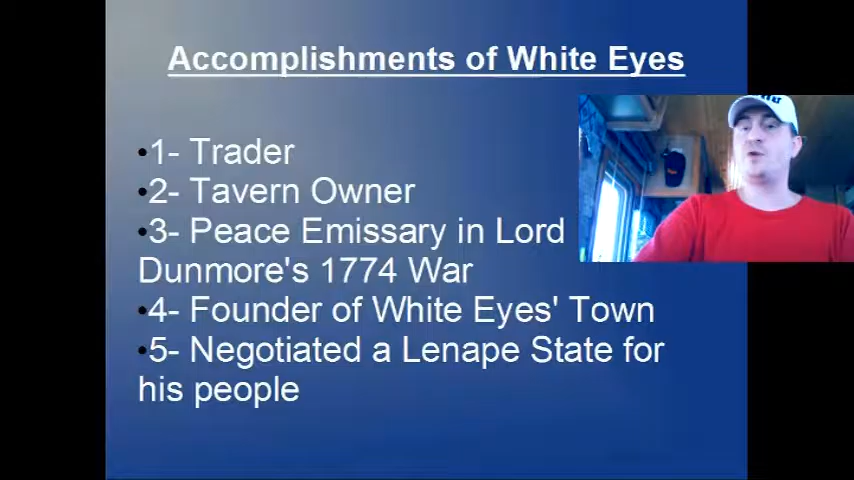 Accomplishments of White Eyes
•1- Trader
•2- Tavern Owner
•3- Peace Emissary in Lord
Dunmore's 1774 War
•4- Founder of White Eyes' Town
•5- Negotiated a Lenape State for
his people